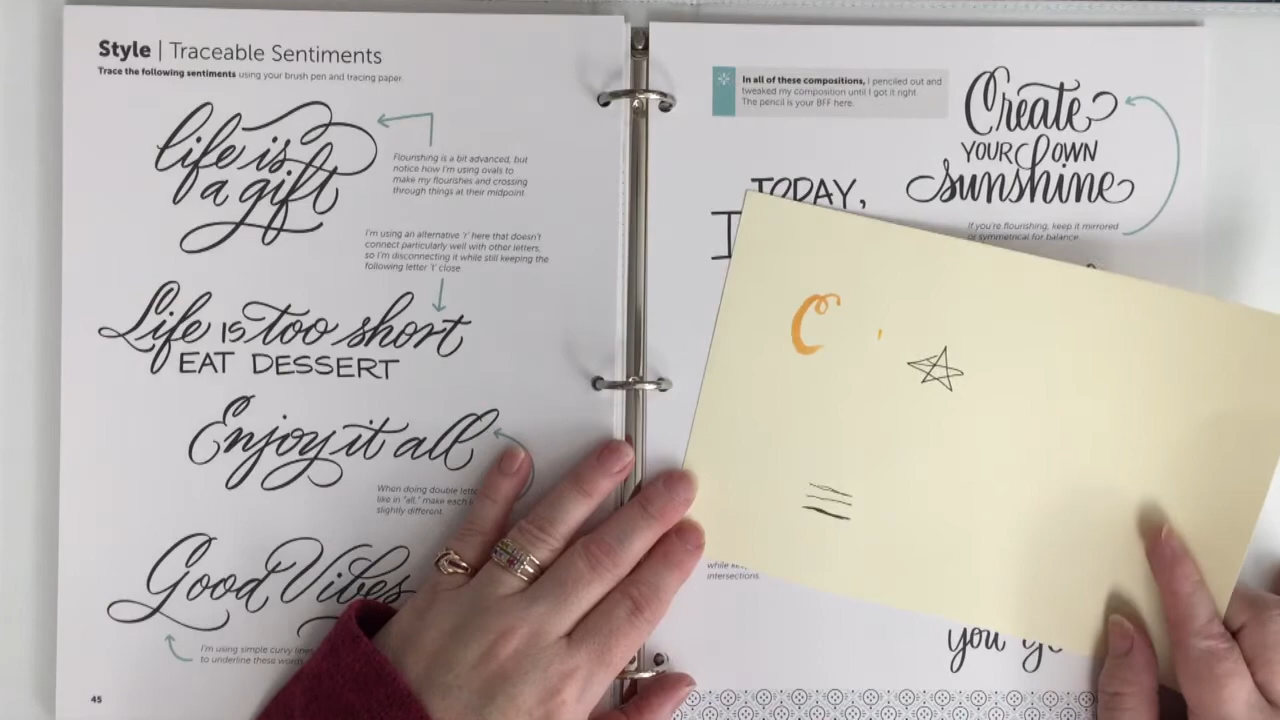 Style | Traceable Sentiments
Trace the following sentiments using your brush pen and tracing paper.
life is
a gift
Flourishing is a bit advanced, but
notice how I'm using ovals to
make my flourishes and crossing
through things at their midpoint.
I'm using an alternative 'r' here that doesn't
connect particularly well with other letters,
so I'm disconnecting it while still keeping the
following letter 't' close.
Life is too short
EAT DESSERT
Enjoy it all
When doing double
like in "all," make each
slightly different.
Good Vibes
I'm using simple curvy lines
to underline these words
45
In all of these compositions, I penciled out and
tweaked my composition until I got it right.
The pencil is your BFF here.
Create
YOUR OWN
sunshine
If you're flourishing, keep it mirrored
or symmetrical for balance.
TODAY,
I
C
while
intersections.
you